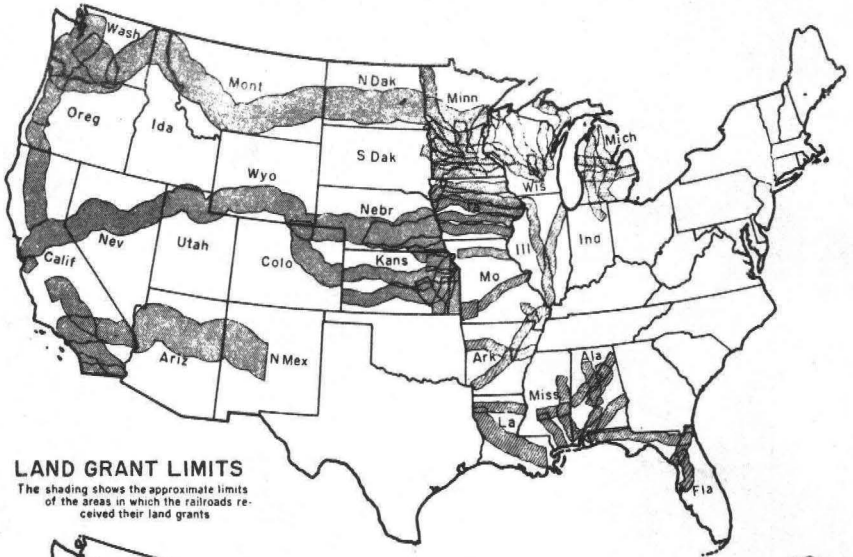 Wash
Mont
N Dak
Minn
Oreg
Ida
Mich
S Dak
Wyo
Wis
Nebr
Ia
Nev
Utah
Ill
Ind
Calif
Colo
Kans
Mo
Ariz
N Mex
Ark
Ala
Miss
La
Fla
LAND GRANT LIMITS
The shading shows the approximate limits
of the areas in which the railroads re-
ceived their land grants